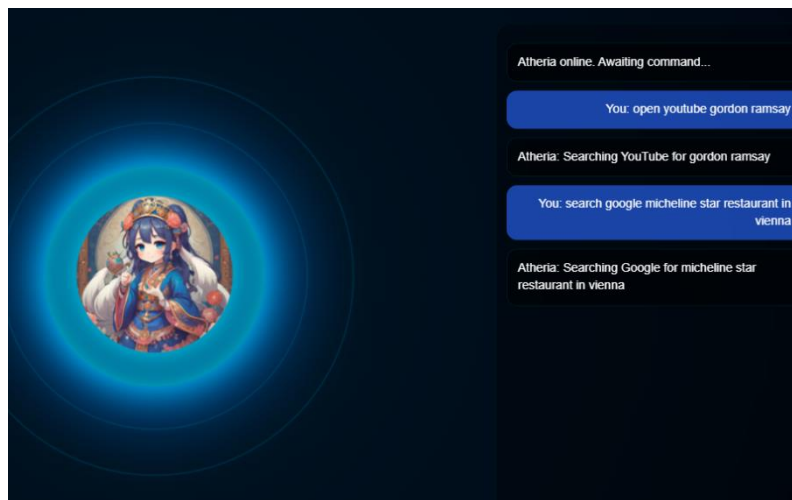 Atheria online. Awaiting command...
You: open youtube gordon ramsay
Atheria: Searching YouTube for gordon ramsay
You: search google micheline star restaurant in
vienna
Atheria: Searching Google for micheline star
restaurant in vienna